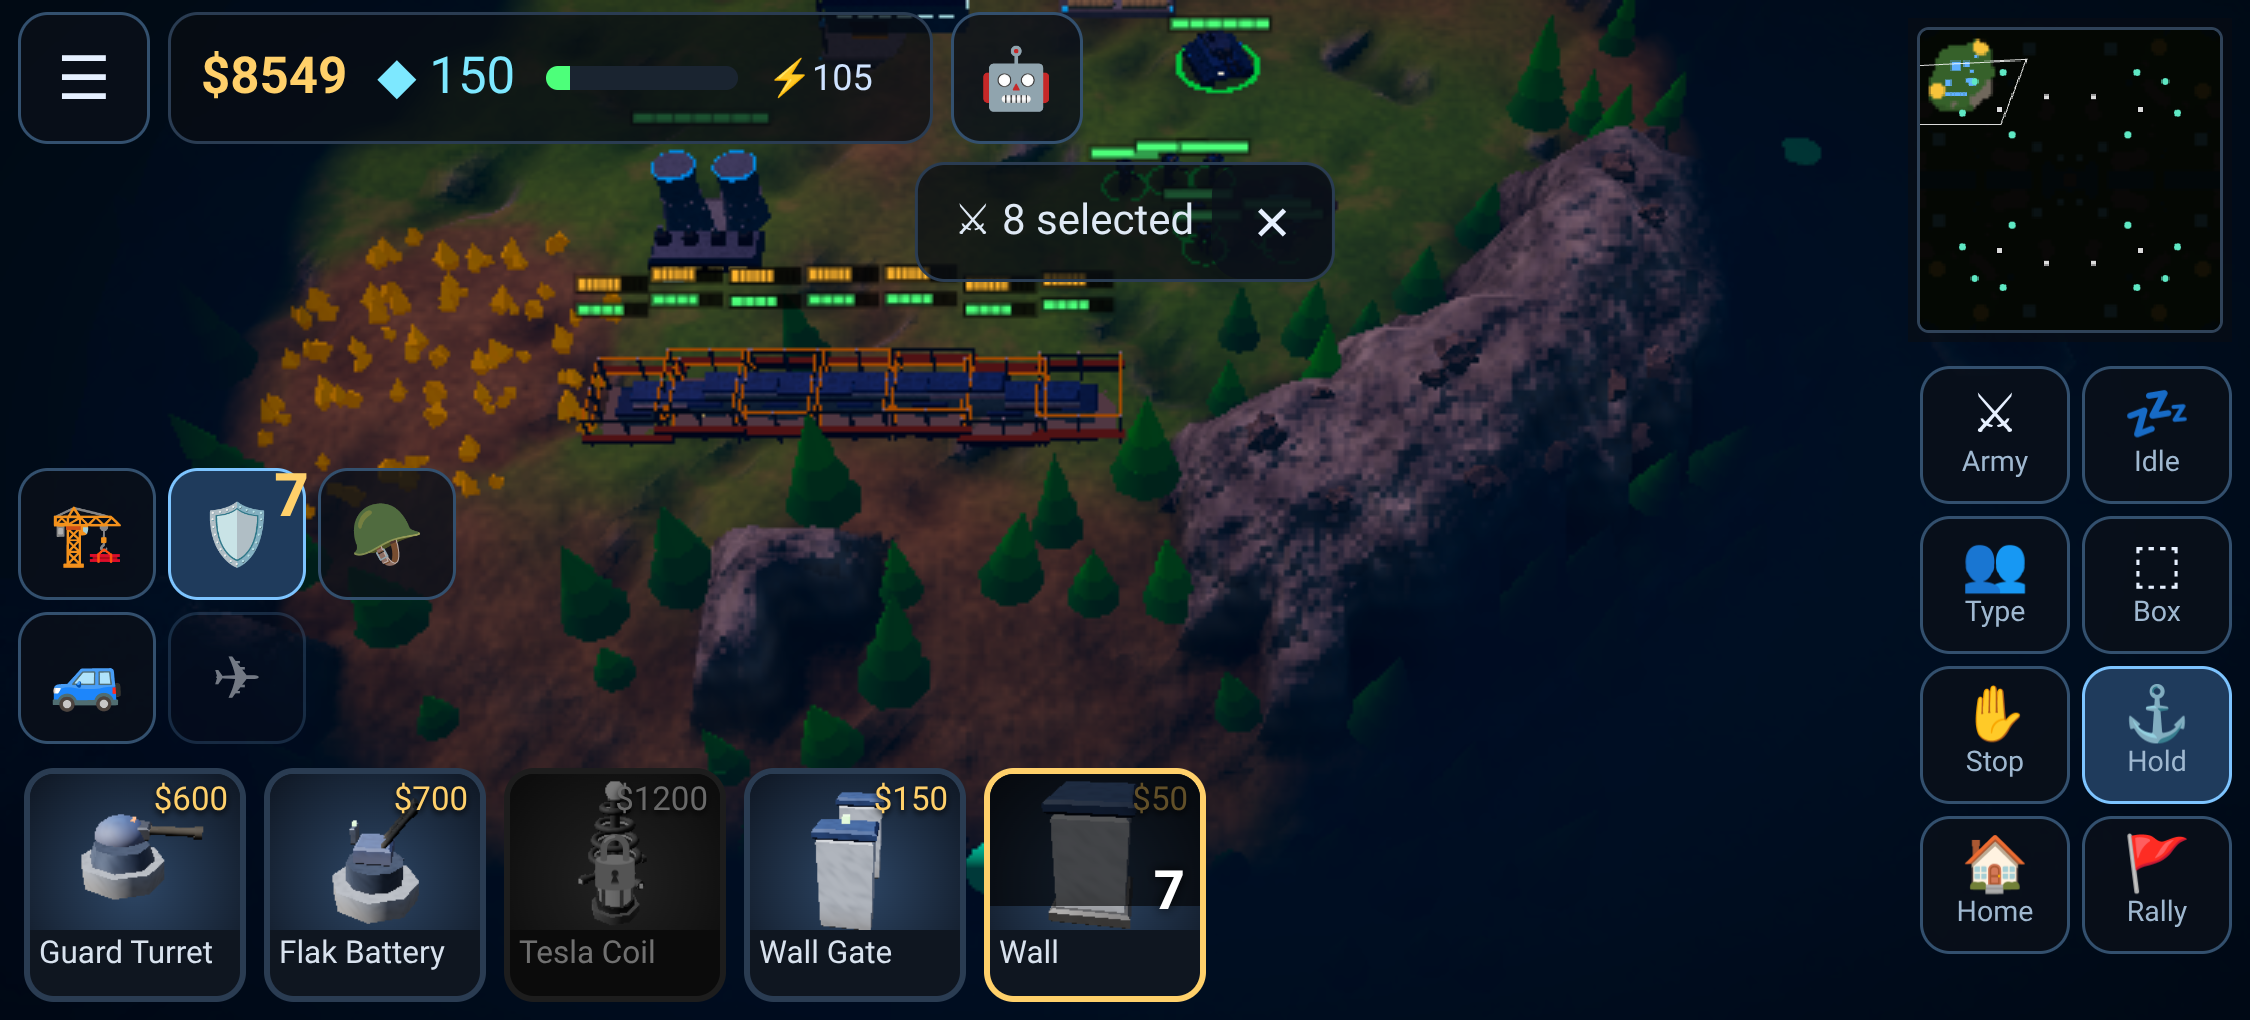 $8549 150 105
8 selected
7
Army Idle
Type Box
Stop Hold
Home Rally
$600 $700 $1200 $150 $50
7
Guard Turret Flak Battery Tesla Coil Wall Gate Wall